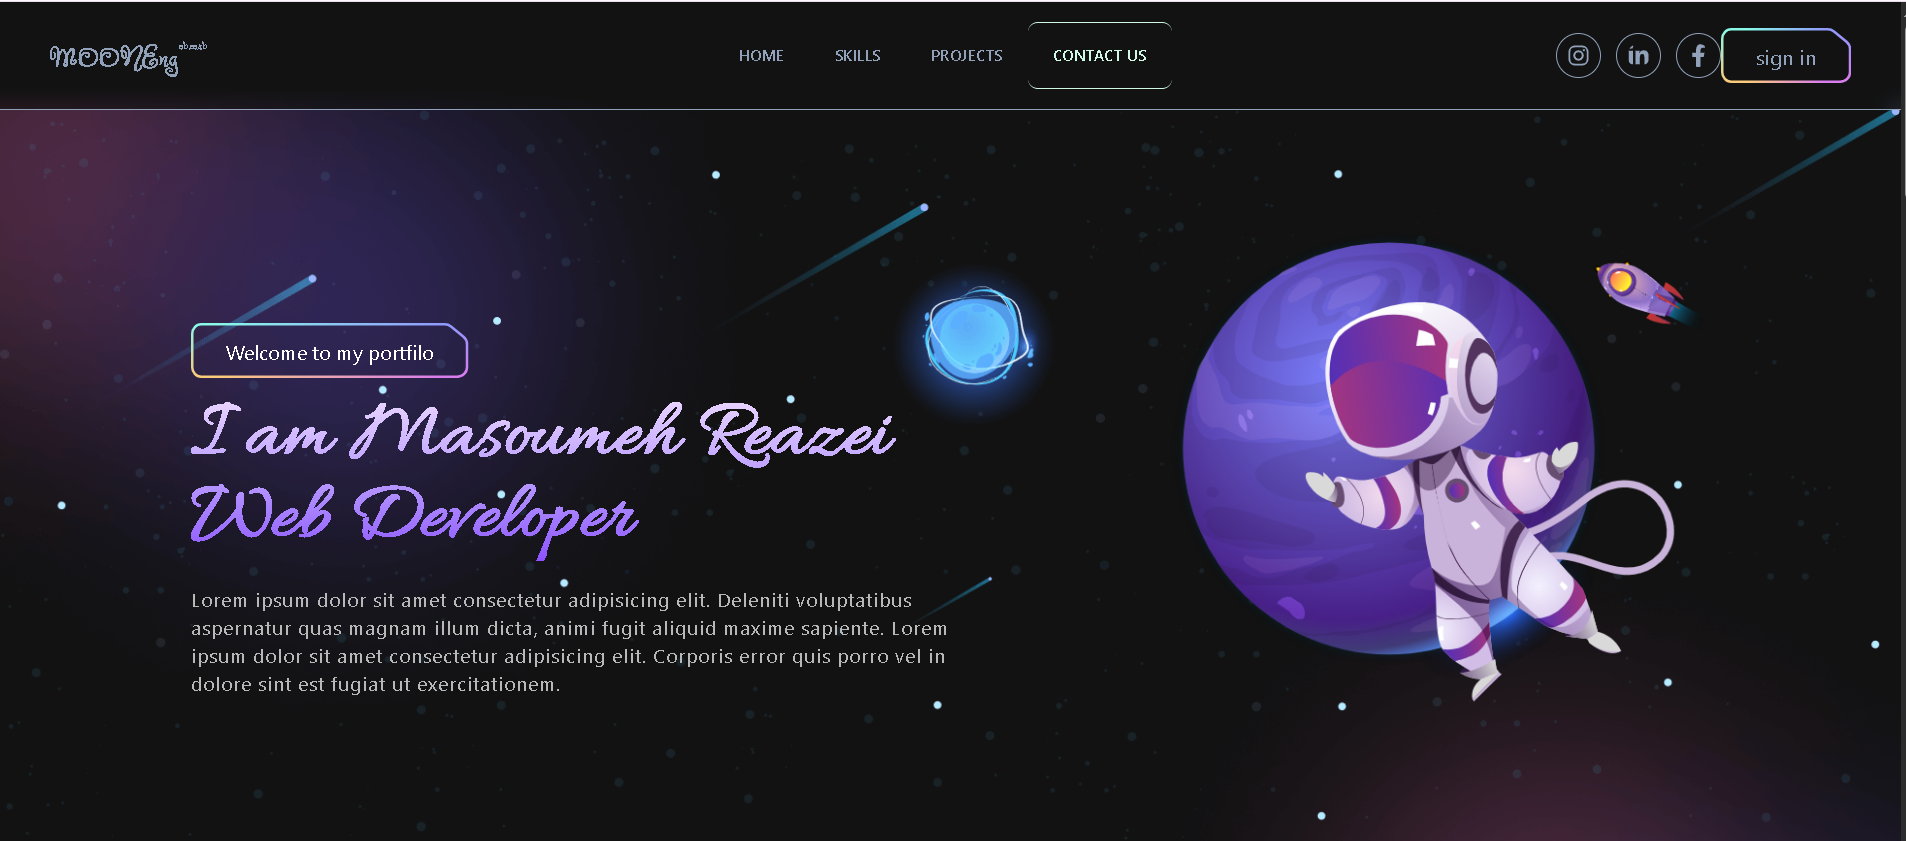 MOONEng
HOME SKILLS PROJECTS CONTACT US
in f sign in
Welcome to my portfilo
I am Masoumeh Reazei
Web Developer
Lorem ipsum dolor sit amet consectetur adipisicing elit. Deleniti voluptatibus
aspernatur quas magnam illum dicta, animi fugit aliquid maxime sapiente. Lorem
ipsum dolor sit amet consectetur adipisicing elit. Corporis error quis porro vel in
dolore sint est fugiat ut exercitationem.